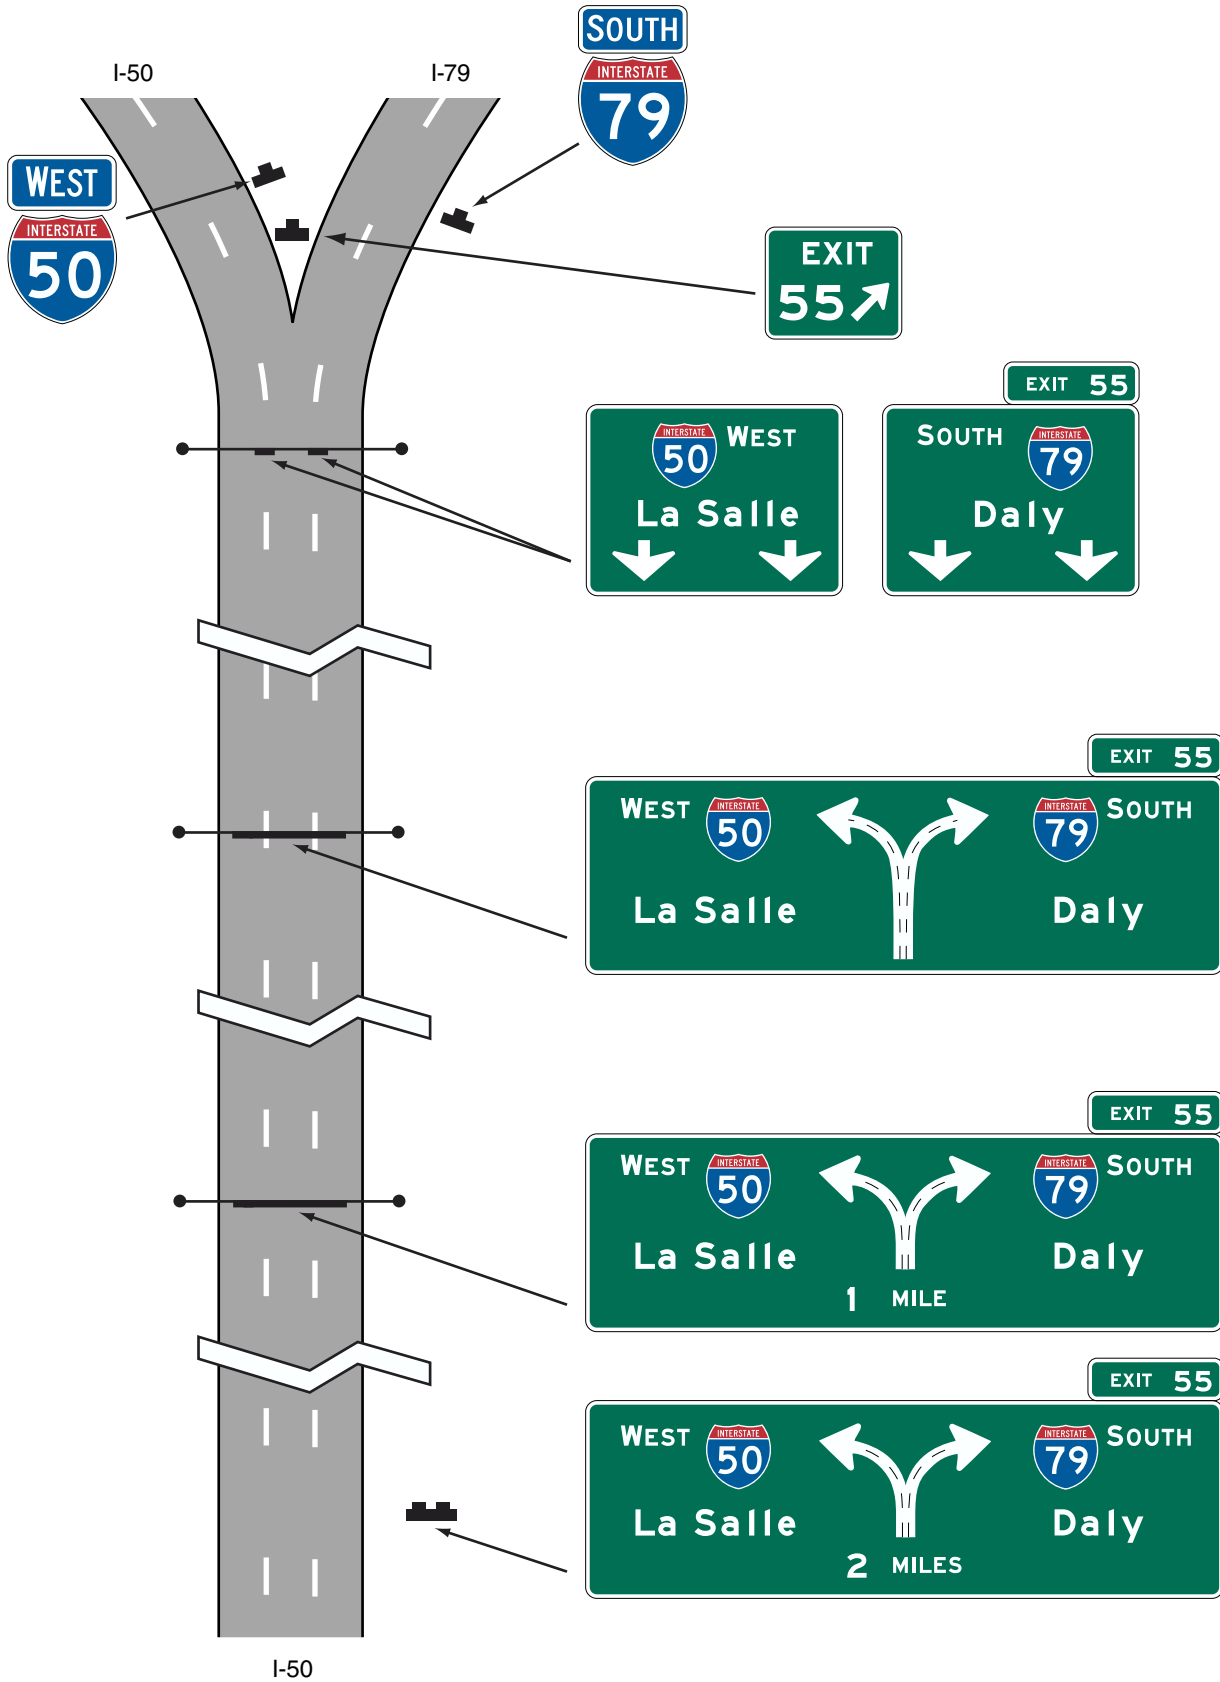 SOUTH
INTERSTATE
79
I-50
I-79
WEST
INTERSTATE
50
EXIT
55
EXIT 55
INTERSTATE
50
WEST
La Salle
SOUTH
INTERSTATE
79
Daly
EXIT 55
WEST
INTERSTATE
50
INTERSTATE
79
SOUTH
La Salle
Daly
EXIT 55
WEST
INTERSTATE
50
INTERSTATE
79
SOUTH
La Salle
Daly
1 MILE
EXIT 55
WEST
INTERSTATE
50
INTERSTATE
79
SOUTH
La Salle
Daly
2 MILES
I-50